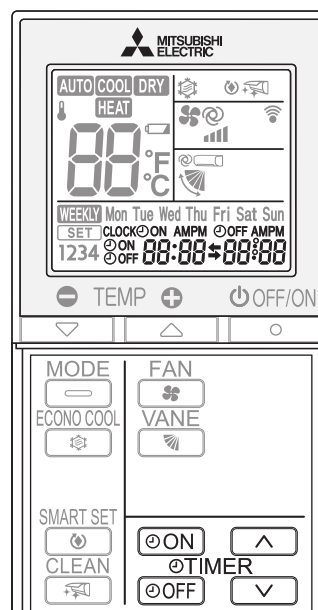 MITSUBISHI
ELECTRIC
AUTO COOL DRY
HEAT
88 °F
°C
WEEKLY Mon Tue Wed Thu Fri Sat Sun
SET CLOCK ON AMPM OFF AMPM
1234 ON OFF 88:88 88:88
TEMP OFF/ON
MODE FAN
ECONO COOL VANE
SMART SET
ON
CLEAN TIMER
OFF